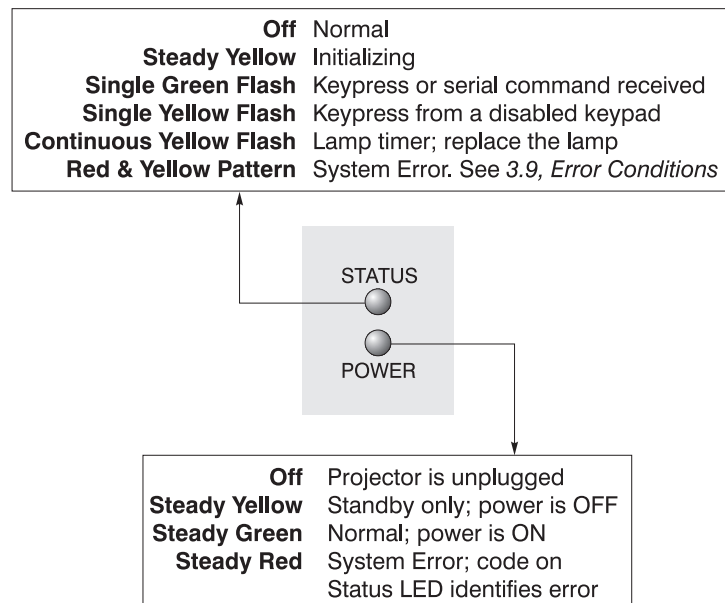 Off Normal
Steady Yellow Initializing
Single Green Flash Keypress or serial command received
Single Yellow Flash Keypress from a disabled keypad
Continuous Yellow Flash Lamp timer; replace the lamp
Red & Yellow Pattern System Error. See 3.9, Error Conditions
STATUS
POWER
Off Projector is unplugged
Steady Yellow Standby only; power is OFF
Steady Green Normal; power is ON
Steady Red System Error; code on
Status LED identifies error